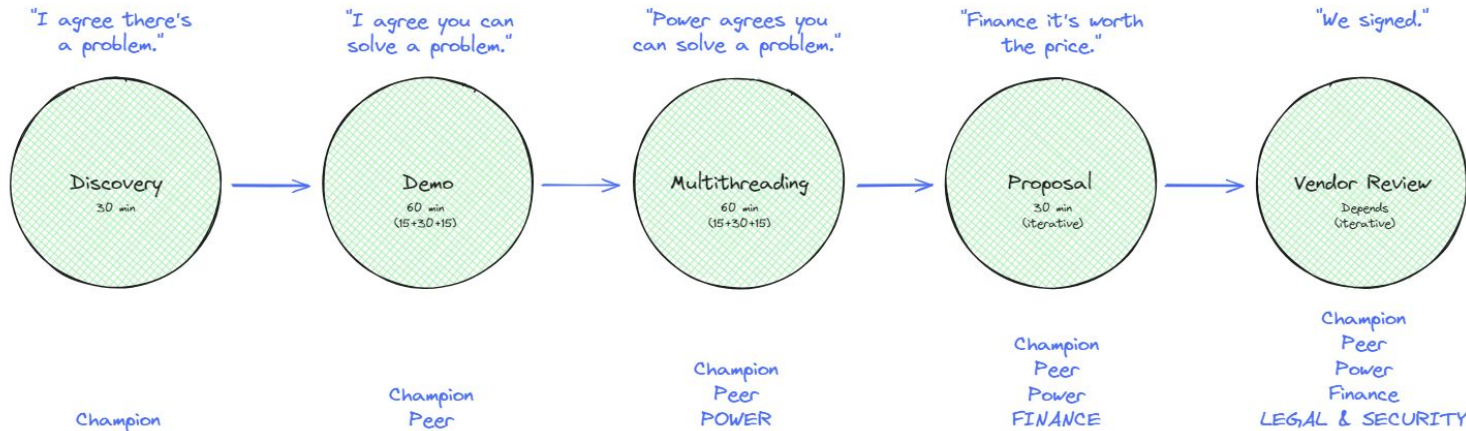 "I agree there's
a problem."
"I agree you can
solve a problem."
"Power agrees you
can solve a problem."
"Finance it's worth
the price."
"We signed."
Discovery
30 min
Demo
60 min
(15+30+15)
Multithreading
60 min
(15+30+15)
Proposal
30 min
(iterative)
Vendor Review
Depends
(iterative)
Champion
Champion
Peer
Champion
Peer
POWER
Champion
Peer
Power
FINANCE
Champion
Peer
Power
Finance
LEGAL & SECURITY